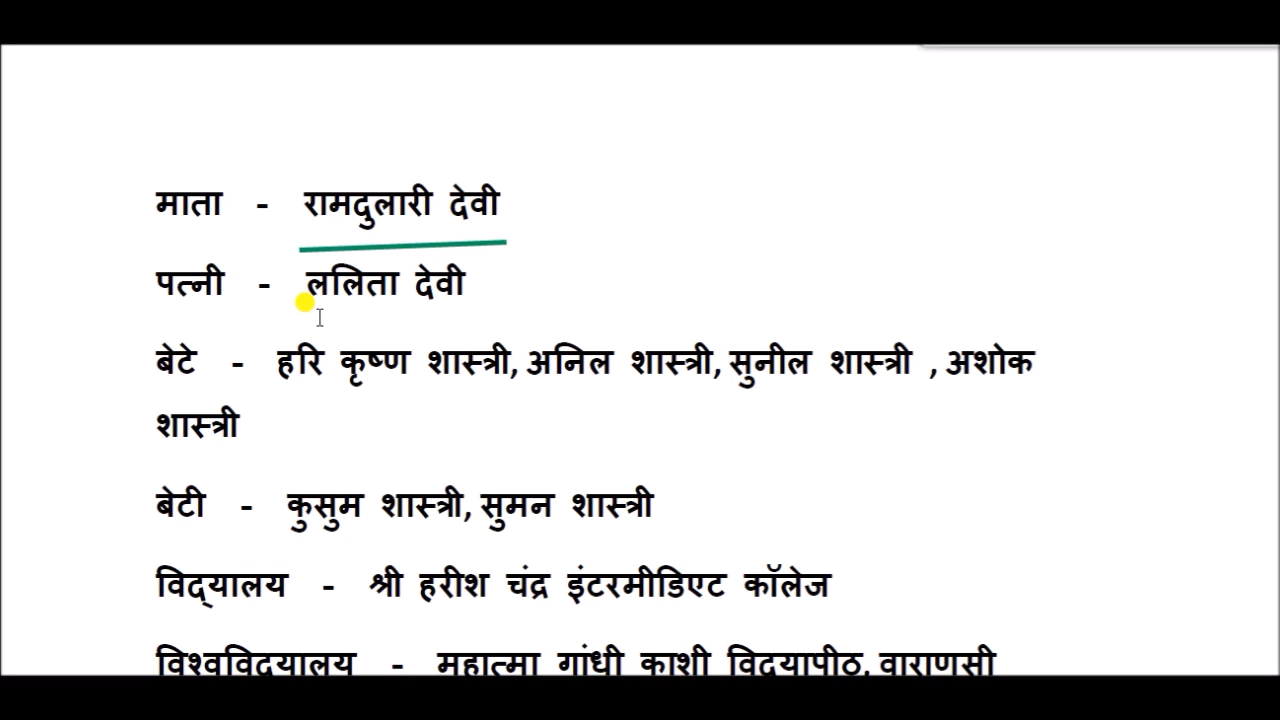 माता - रामदुलारी देवी
पत्नी - ललिता देवी
बेटे - हरि कृष्ण शास्त्री, अनिल शास्त्री, सुनील शास्त्री , अशोक
शास्त्री
बेटी - कुसुम शास्त्री, सुमन शास्त्री
विद्यालय - श्री हरीश चंद्र इंटरमीडिएट कॉलेज
विश्वविद्यालय - महात्मा गांधी काशी विद्यापीठ, वाराणसी